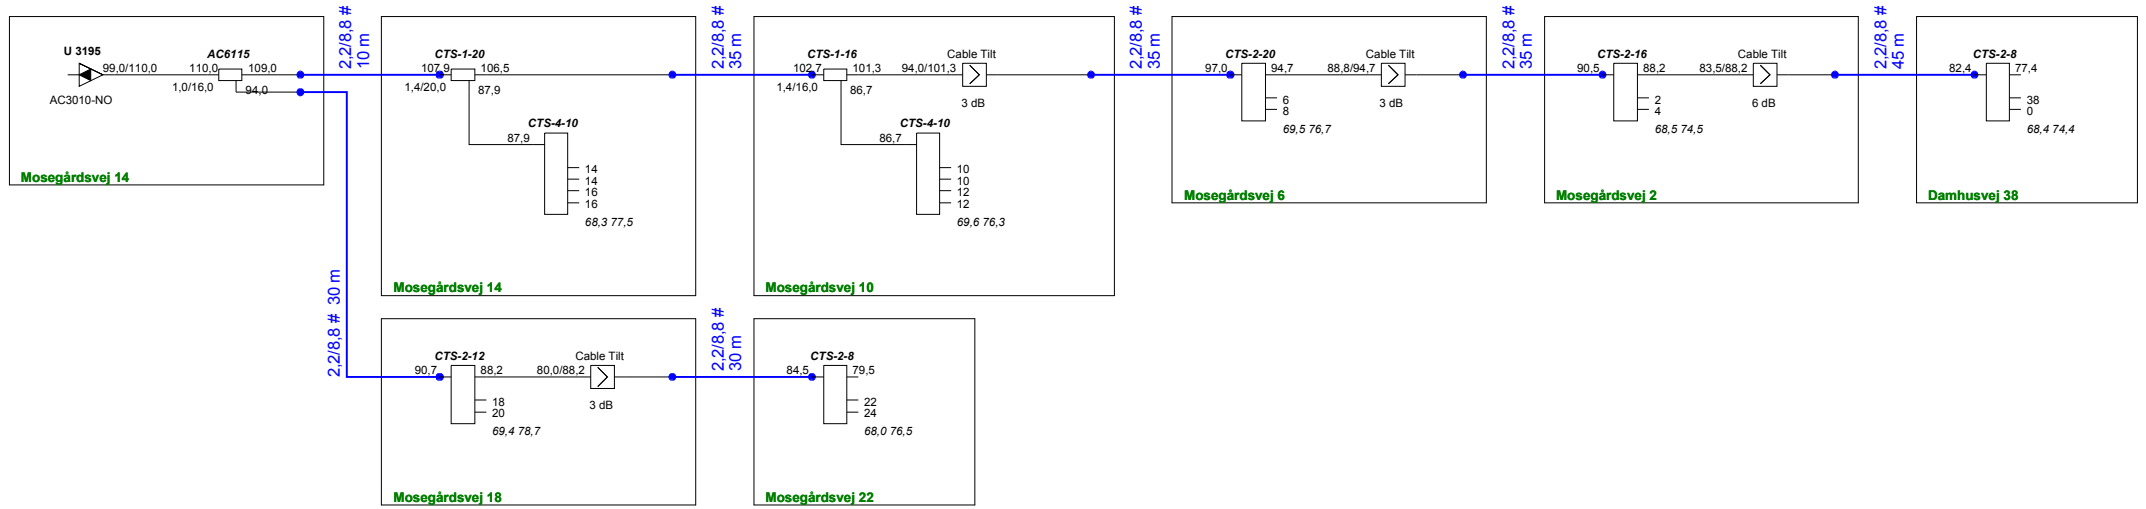 U 3195
AC3010-NO
99,0/110,0
AC6115
110,0
109,0
1,0/16,0
94,0
Mosegårdsvej 14
2,2/8,8 #
10 m
CTS-1-20
107,9
106,5
1,4/20,0
87,9
CTS-4-10
87,9
14
14
16
16
68,3 77,5
Mosegårdsvej 14
2,2/8,8 #
35 m
CTS-1-16
102,7
101,3
1,4/16,0
86,7
94,0/101,3
Cable Tilt
3 dB
CTS-4-10
86,7
10
10
12
12
69,6 76,3
Mosegårdsvej 10
2,2/8,8 #
35 m
CTS-2-20
97,0
94,7
6
8
69,5 76,7
88,8/94,7
Cable Tilt
3 dB
Mosegårdsvej 6
2,2/8,8 #
35 m
CTS-2-16
90,5
88,2
2
4
68,5 74,5
83,5/88,2
Cable Tilt
6 dB
Mosegårdsvej 2
2,2/8,8 #
45 m
CTS-2-8
82,4
77,4
38
0
68,4 74,4
Damhusvej 38
2,2/8,8 # 30 m
CTS-2-12
90,7
88,2
18
20
69,4 78,7
80,0/88,2
Cable Tilt
3 dB
Mosegårdsvej 18
2,2/8,8 #
30 m
CTS-2-8
84,5
79,5
22
24
68,0 76,5
Mosegårdsvej 22